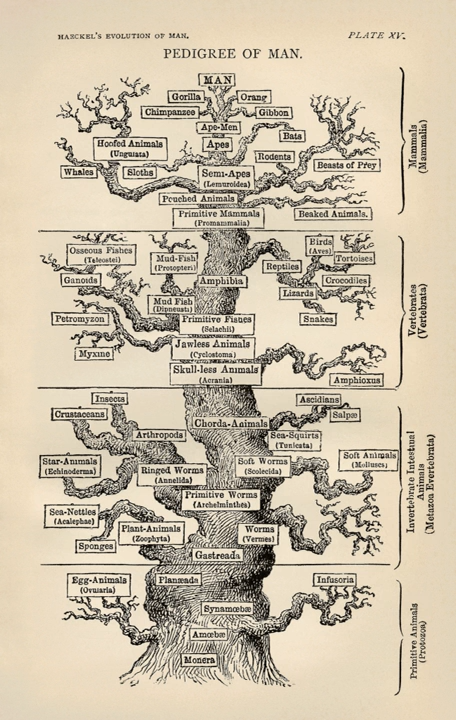 HAECKEL'S EVOLUTION OF MAN.
PLATE XV.
PEDIGREE OF MAN.
MAN
Gorilla
Orang
Chimpanzee
Gibbon
Ape-Men
Apes
Bats
Hoofed Animals
(Ungulata)
Rodents
Whales
Sloths
Semi-Apes
(Lemuroidea)
Beasts of Prey
Pouched Animals
Primitive Mammals
(Promammalia)
Beaked Animals.
Mammals
(Mammalia)
Osseous Fishes
(Teleostei)
Mud-Fish
(Protopteri)
Birds
(Aves)
Tortoises
Reptiles
Ganoids
Amphibia
Crocodiles
Lizards
Mud Fish
(Dipneusti)
Petromyzon
Primitive Fishes
(Selachii)
Snakes
Myxine
Jawless Animals
(Cyclostoma)
Skull-less Animals
(Acrania)
Amphioxus
Vertebrates
(Vertebrata)
Insects
Ascidians
Crustaceans
Salpæ
Chorda-Animals
Arthropods
Sea-Squirts
(Tunicata)
Star-Animals
(Echinoderma)
Ringed Worms
(Annelida)
Soft Worms
(Scolecida)
Soft Animals
(Molluscs)
Primitive Worms
(Archelminthes)
Sea-Nettles
(Acalephae)
Plant-Animals
(Zoophyta)
Worms
(Vermes)
Sponges
Gastreada
Invertebrate Intestinal
Animals
(Metazoa Evertebrata)
Egg-Animals
(Ovularia)
Planæada
Infusoria
Synamœbæ
Amœbæ
Monera
Primitive Animals
(Protozoa)